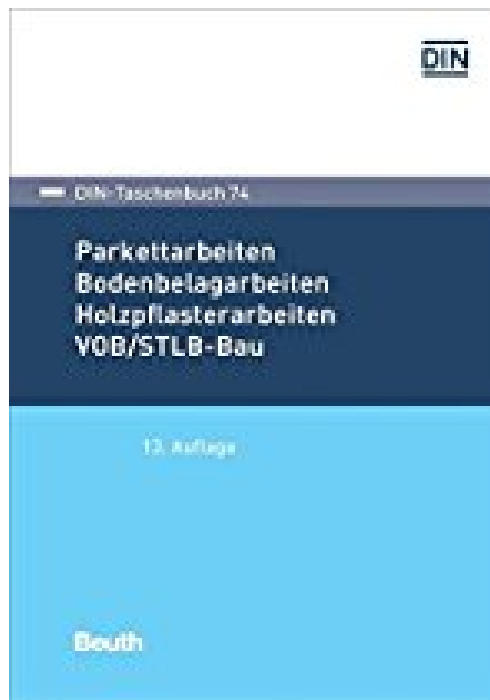 DIN
DIN-Taschenbuch 74
Parkettarbeiten
Bodenbelagarbeiten
Holzpflasterarbeiten
VOB/STLB-Bau
13. Auflage
Beuth